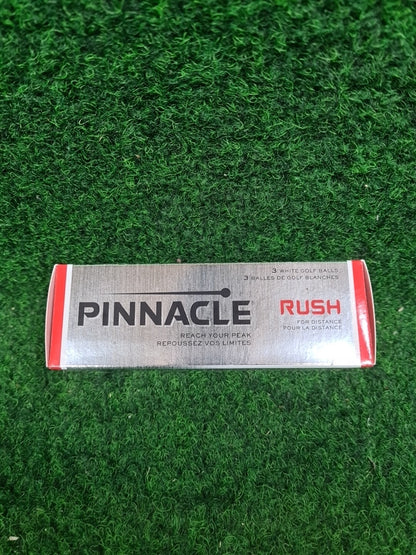 3 WHITE GOLF BALLS
3 BALLES DE GOLF BLANCHES
PINNACLE
REACH YOUR PEAK
REPOUSSEZ VOS LIMITES
RUSH
FOR DISTANCE
POUR LA DISTANCE